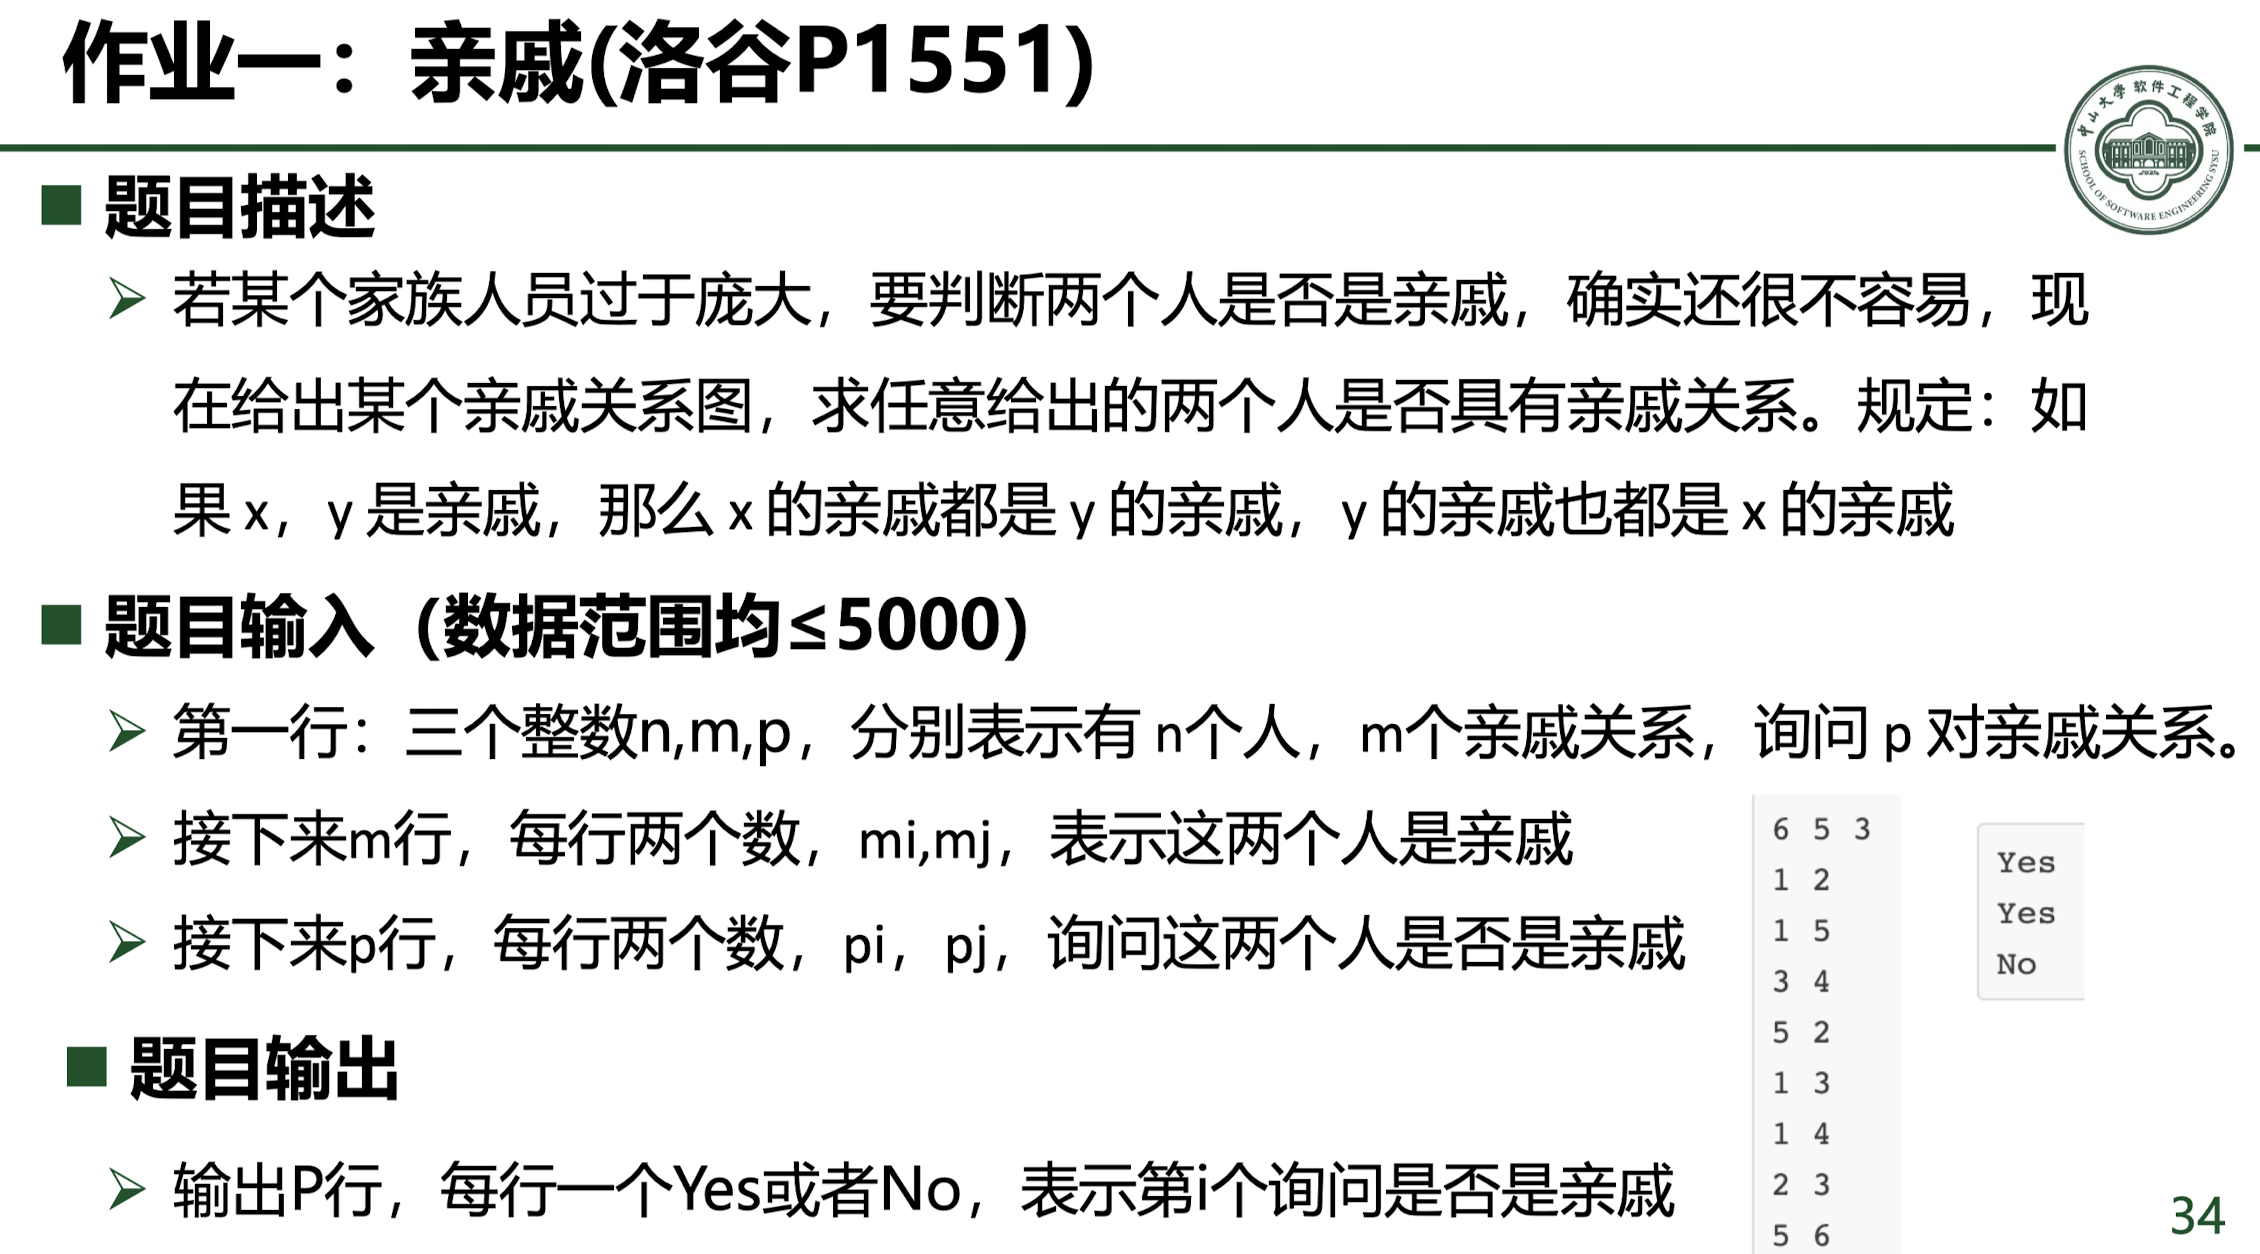 作业一：亲戚(洛谷P1551)
中山大学 软件工程学院
SCHOOL OF SOFTWARE ENGINEERING SYSU
题目描述
若某个家族人员过于庞大，要判断两个人是否是亲戚，确实还很不容易，现
在给出某个亲戚关系图，求任意给出的两个人是否具有亲戚关系。规定：如
果 x，y 是亲戚，那么 x 的亲戚都是 y 的亲戚，y 的亲戚也都是 x 的亲戚
题目输入（数据范围均≤5000）
第一行：三个整数n,m,p，分别表示有 n个人，m个亲戚关系，询问 p 对亲戚关系。
接下来m行，每行两个数，mi,mj，表示这两个人是亲戚
接下来p行，每行两个数，pi，pj，询问这两个人是否是亲戚
题目输出
输出P行，每行一个Yes或者No，表示第i个询问是否是亲戚
6 5 3
1 2
1 5
3 4
5 2
1 3
1 4
2 3
5 6
Yes
Yes
No
34